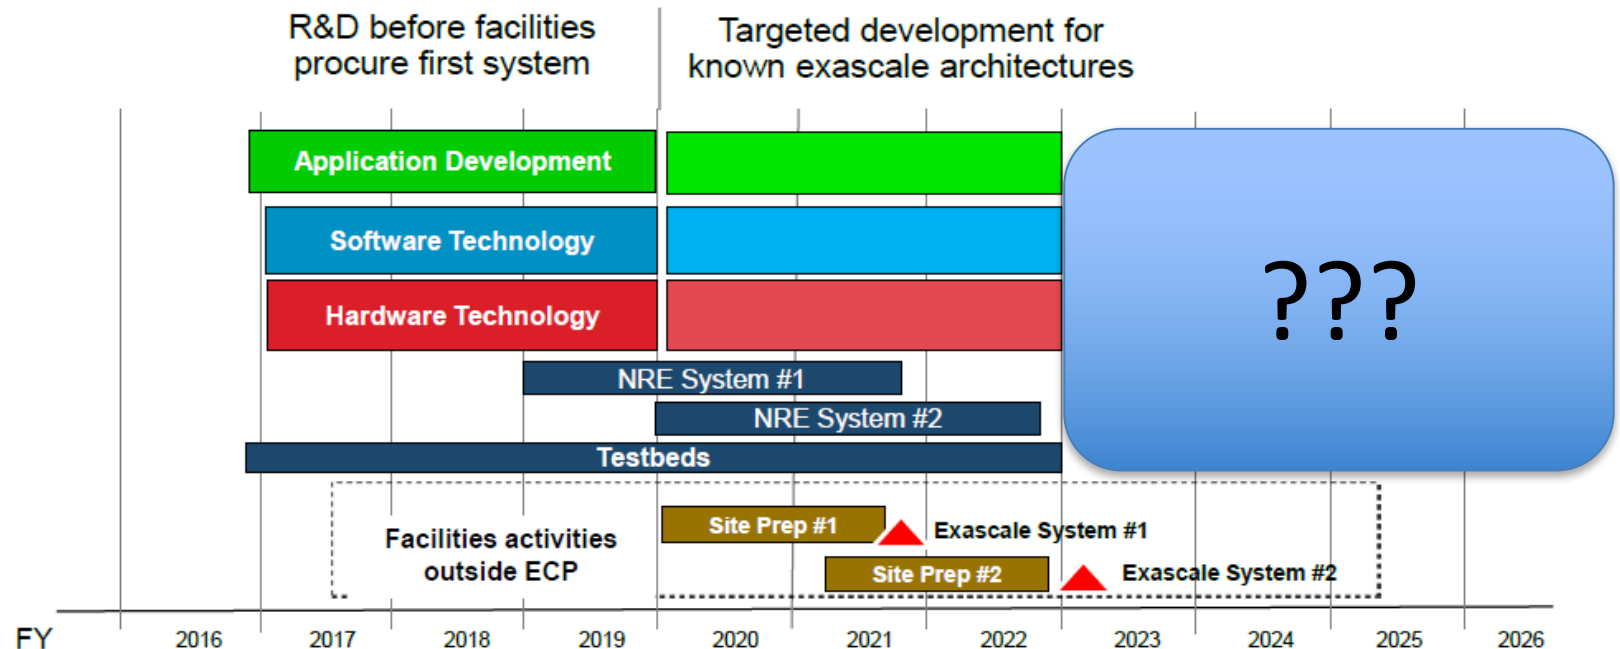 R&D before facilities
procure first system
Targeted development for
known exascale architectures
Application Development
Software Technology
Hardware Technology
???
NRE System #1
NRE System #2
Testbeds
Facilities activities
outside ECP
Site Prep #1
Exascale System #1
Site Prep #2
Exascale System #2
FY 2016 2017 2018 2019 2020 2021 2022 2023 2024 2025 2026